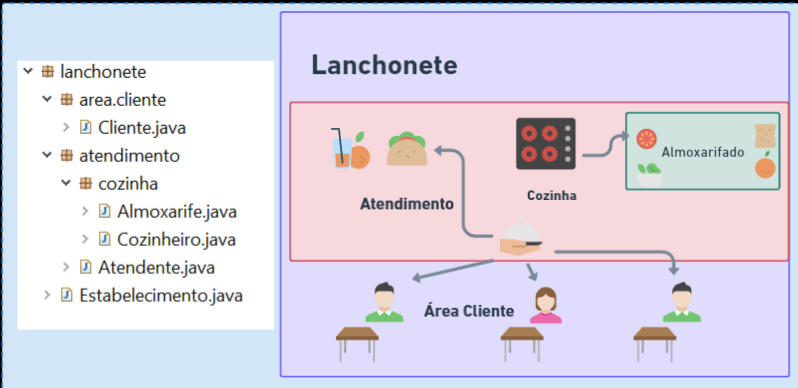 lanchonete
area.cliente
Cliente.java
atendimento
cozinha
Almoxarife.java
Cozinheiro.java
Atendente.java
Estabelecimento.java
Lanchonete
Almoxarifado
Cozinha
Atendimento
Área Cliente